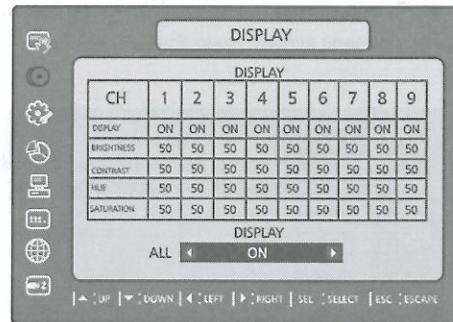 DISPLAY
DISPLAY
CH 1 2 3 4 5 6 7 8 9
DISPLAY ON ON ON ON ON ON ON ON ON
BRIGHTNESS 50 50 50 50 50 50 50 50 50
CONTRAST 50 50 50 50 50 50 50 50 50
HUE 50 50 50 50 50 50 50 50 50
SATURATION 50 50 50 50 50 50 50 50 50
DISPLAY
ALL ◀ ON ▶
| ▲ : UP | ▼ : DOWN | ◀ : LEFT | ▶ : RIGHT | SEL : SELECT | ESC : ESCAPE